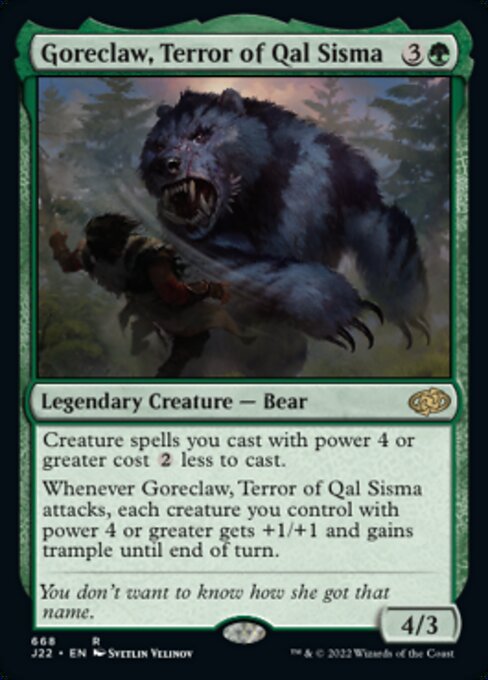 Goreclaw, Terror of Qal Sisma 3
Legendary Creature — Bear
Creature spells you cast with power 4 or
greater cost 2 less to cast.
Whenever Goreclaw, Terror of Qal Sisma
attacks, each creature you control with
power 4 or greater gets +1/+1 and gains
trample until end of turn.
You don't want to know how she got that
name.
4/3
668 R
J22 • EN Svetlin Velinov
™ & © 2022 Wizards of the Coast